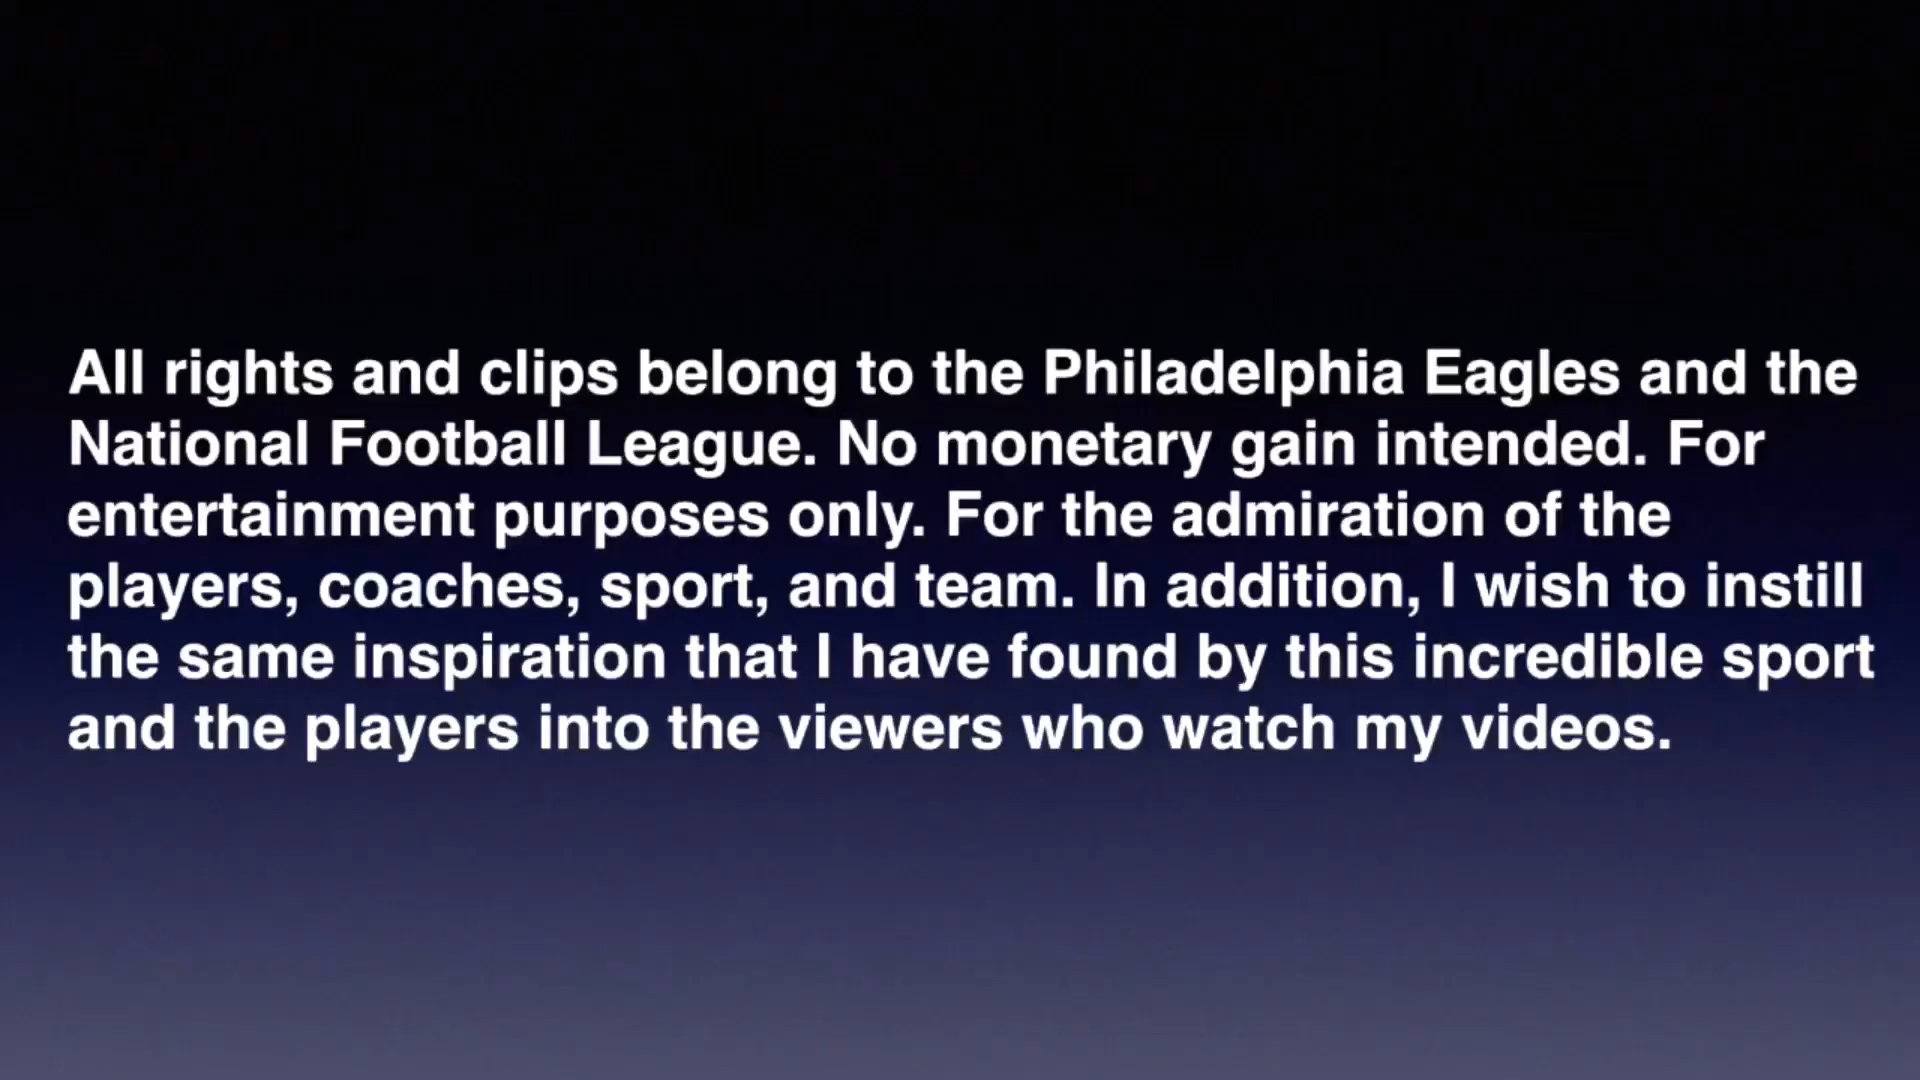 All rights and clips belong to the Philadelphia Eagles and the
National Football League. No monetary gain intended. For
entertainment purposes only. For the admiration of the
players, coaches, sport, and team. In addition, I wish to instill
the same inspiration that I have found by this incredible sport
and the players into the viewers who watch my videos.